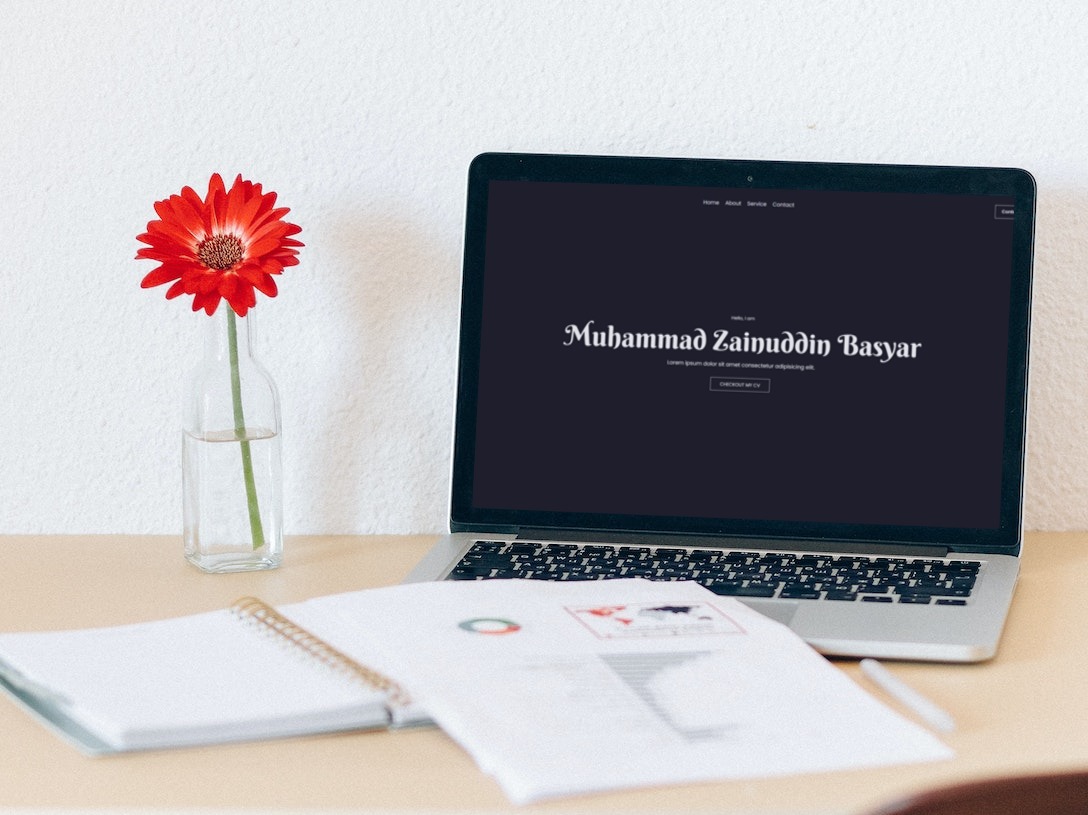 Home About Service Contact
Hello, I am
Muhammad Zainuddin Basyar
Lorem ipsum dolor sit amet consectetur adipisicing elit.
CHECKOUT MY CV